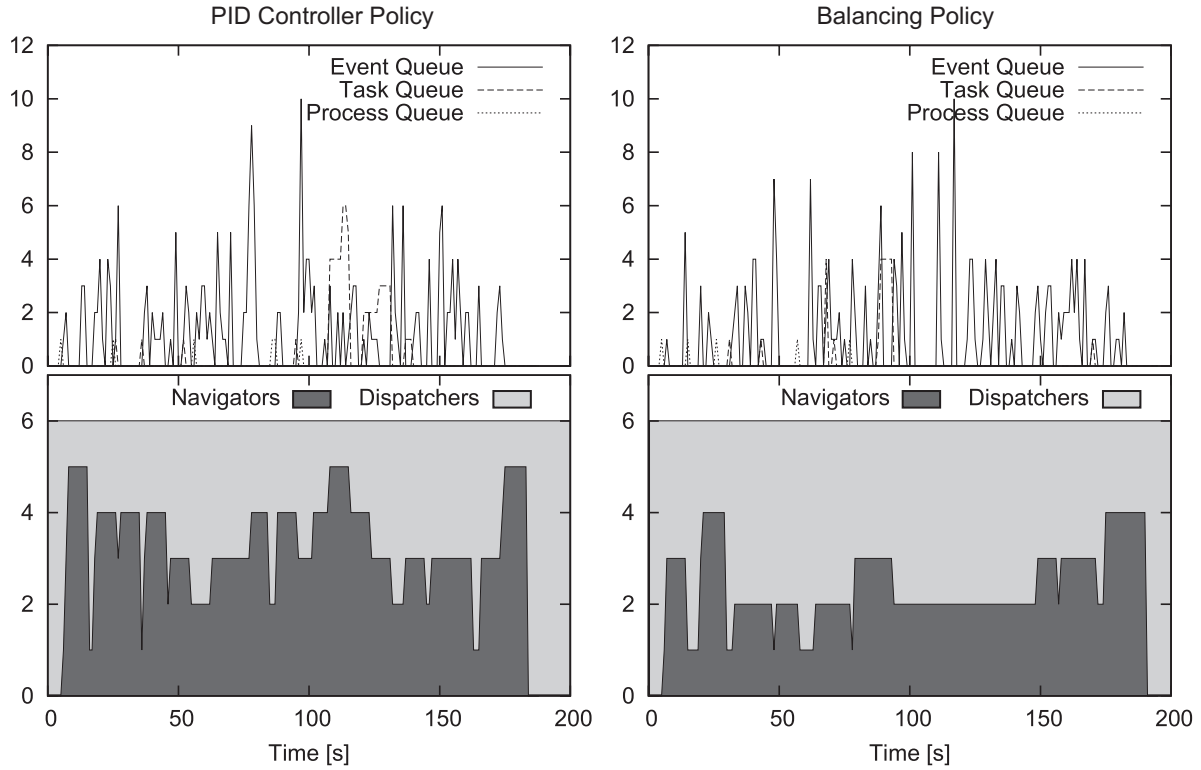 PID Controller Policy
Balancing Policy
12
10
8
6
4
2
0
Event Queue
Task Queue
Process Queue
12
10
8
6
4
2
0
Event Queue
Task Queue
Process Queue
Navigators Dispatchers
6
4
2
0
0 50 100 150 200
Time [s]
Navigators Dispatchers
6
4
2
0
0 50 100 150 200
Time [s]